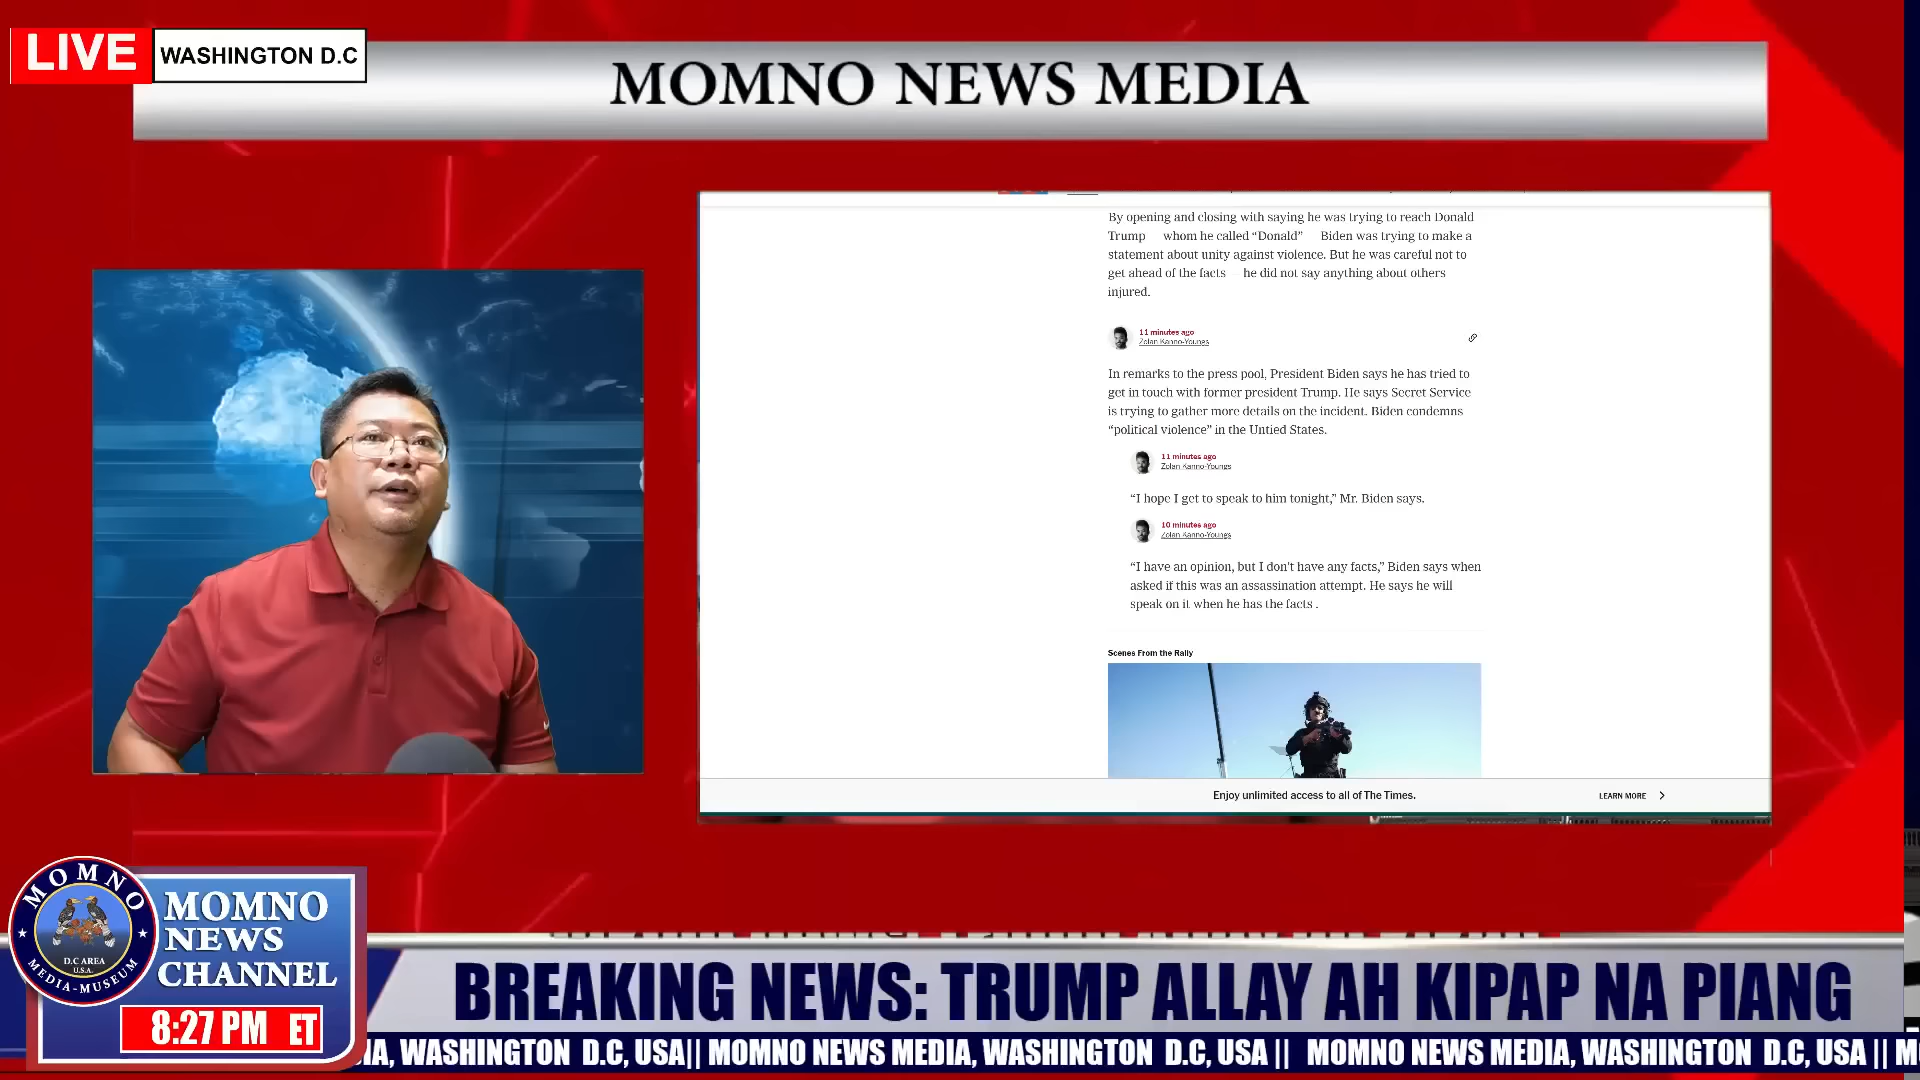 LIVE
WASHINGTON D.C
MOMNO NEWS MEDIA
By opening and closing with saying he was trying to reach Donald
Trump whom he called “Donald” Biden was trying to make a
statement about unity against violence. But he was careful not to
get ahead of the facts — he did not say anything about others
injured.
11 minutes ago
Zolan Kanno-Youngs
In remarks to the press pool, President Biden says he has tried to
get in touch with former president Trump. He says Secret Service
is trying to gather more details on the incident. Biden condemns
“political violence” in the Untied States.
11 minutes ago
Zolan Kanno-Youngs
“I hope I get to speak to him tonight,” Mr. Biden says.
10 minutes ago
Zolan Kanno-Youngs
“I have an opinion, but I don't have any facts,” Biden says when
asked if this was an assassination attempt. He says he will
speak on it when he has the facts .
Scenes From the Rally
Enjoy unlimited access to all of The Times.
LEARN MORE
MOMNO
D.C AREA
U.S.A.
MEDIA-MUSEUM
MOMNO
NEWS
CHANNEL
8:27 PM ET
BREAKING NEWS: TRUMP ALLAY AH KIPAP NA PIANG
IA, WASHINGTON D.C, USA|| MOMNO NEWS MEDIA, WASHINGTON D.C, USA || MOMNO NEWS MEDIA, WASHINGTON D.C, USA || M